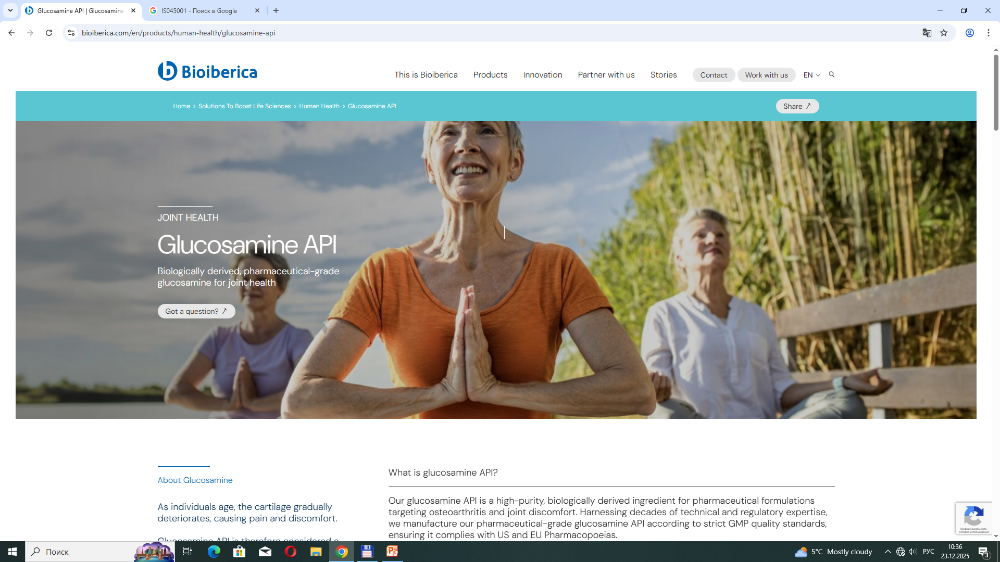 Glucosamine API | Glucosamine
IS045001 - Поиск в Google
bioiberica.com/en/products/human-health/glucosamine-api
Bioiberica
This is Bioiberica Products Innovation Partner with us Stories Contact Work with us EN
Home > Solutions To Boost Life Sciences > Human Health > Glucosamine API
Share
JOINT HEALTH
Glucosamine API
Biologically derived, pharmaceutical-grade
glucosamine for joint health
Got a question?
About Glucosamine
As individuals age, the cartilage gradually
deteriorates, causing pain and discomfort.
Glucosamine API is therefore considered a
What is glucosamine API?
Our glucosamine API is a high-purity, biologically derived ingredient for pharmaceutical formulations
targeting osteoarthritis and joint discomfort. Harnessing decades of technical and regulatory expertise,
we manufacture our pharmaceutical-grade glucosamine API according to strict GMP quality standards,
ensuring it complies with US and EU Pharmacopoeias.
Конфиденциальность -
Условия использования
Поиск
5°C Mostly cloudy
РУС
10:36
23.12.2025
3